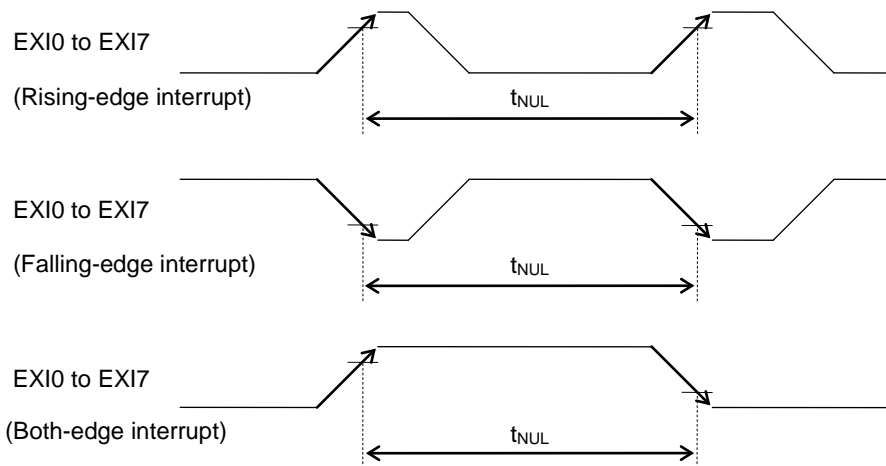 EXI0 to EXI7
(Rising-edge interrupt)
tNUL
EXI0 to EXI7
(Falling-edge interrupt)
tNUL
EXI0 to EXI7
(Both-edge interrupt)
tNUL